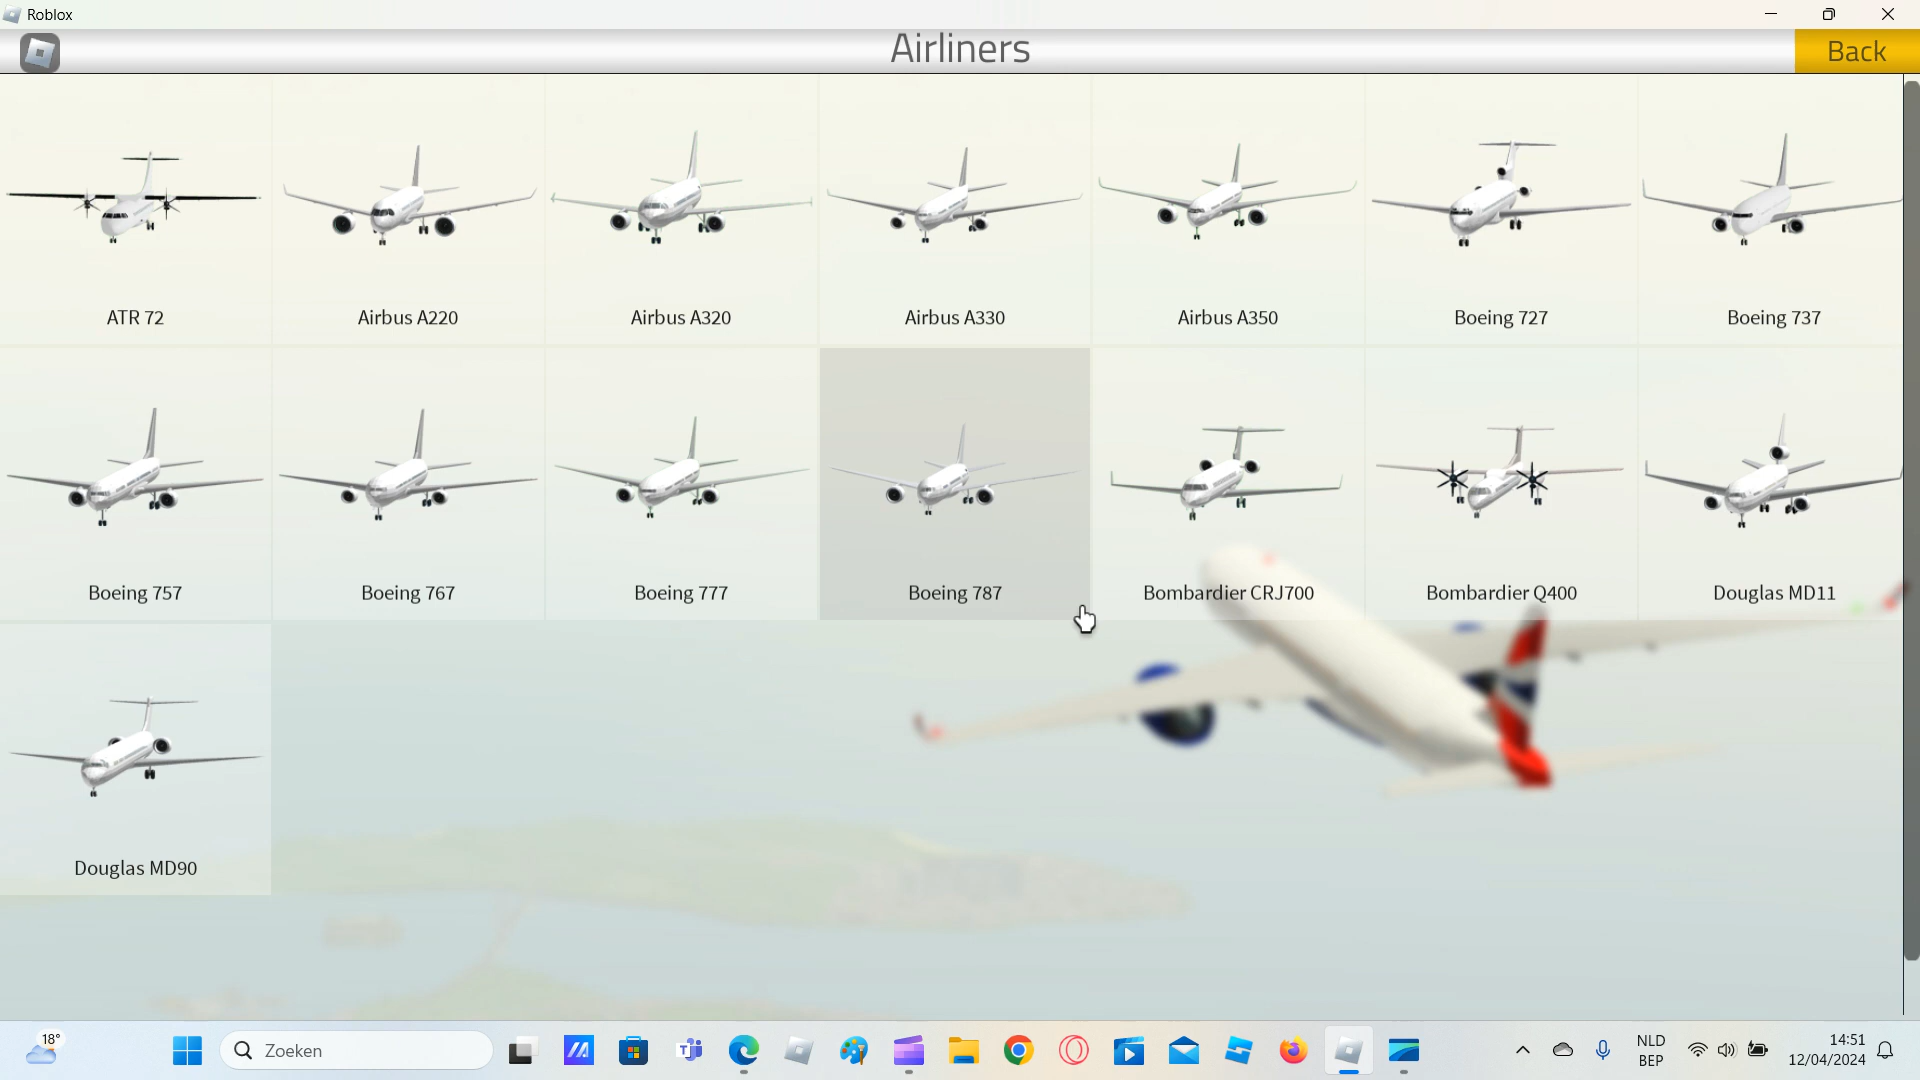 Roblox
Airliners
Back
ATR 72
Airbus A220
Airbus A320
Airbus A330
Airbus A350
Boeing 727
Boeing 737
Boeing 757
Boeing 767
Boeing 777
Boeing 787
Bombardier CRJ700
Bombardier Q400
Douglas MD11
Douglas MD90
18°
Zoeken
NLD
BEP
14:51
12/04/2024